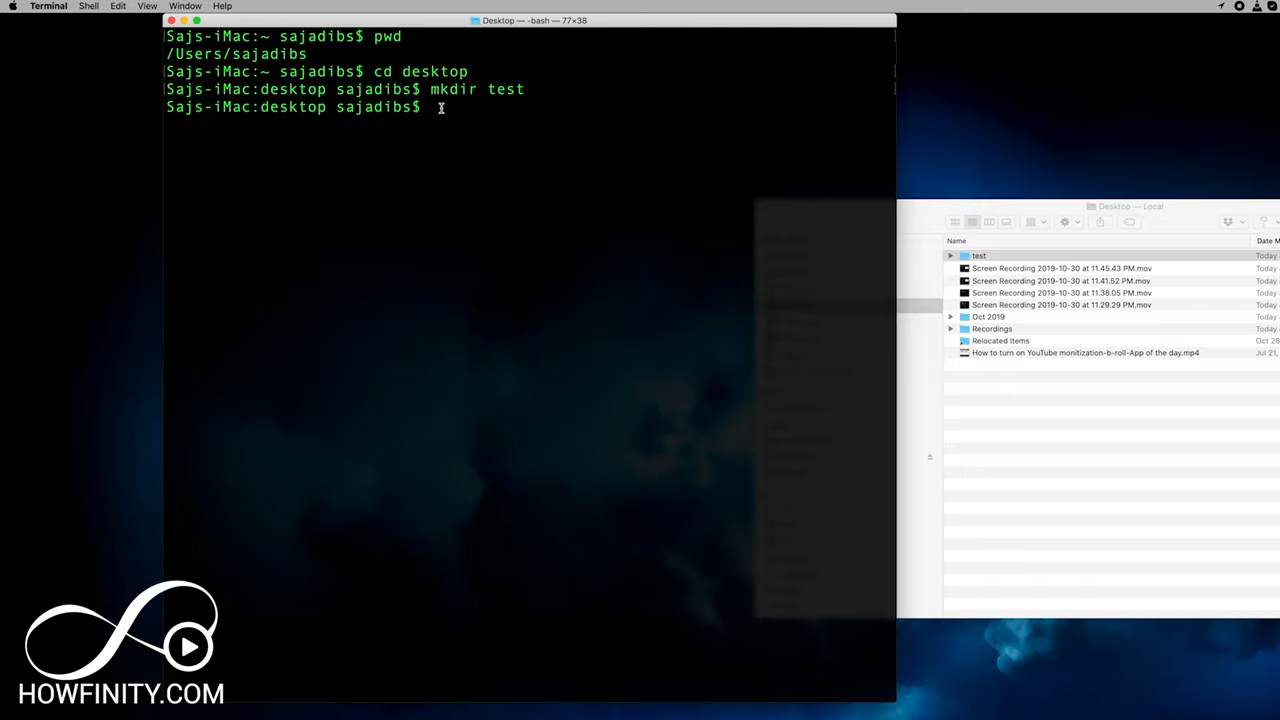 Terminal Shell Edit View Window Help
Desktop — -bash — 77×38
Sajs-iMac:~ sajadibs$ pwd
/Users/sajadibs
Sajs-iMac:~ sajadibs$ cd desktop
Sajs-iMac:desktop sajadibs$ mkdir test
Sajs-iMac:desktop sajadibs$
Desktop — Local
Name Date M
test Today
Screen Recording 2019-10-30 at 11.45.43 PM.mov Today
Screen Recording 2019-10-30 at 11.41.52 PM.mov Today
Screen Recording 2019-10-30 at 11.38.05 PM.mov Today
Screen Recording 2019-10-30 at 11.29.29 PM.mov Today
Oct 2019 Today
Recordings Today
Relocated Items Oct 28
How to turn on YouTube monitization-b-roll-App of the day.mp4 Jul 21,
HOWFINITY.COM